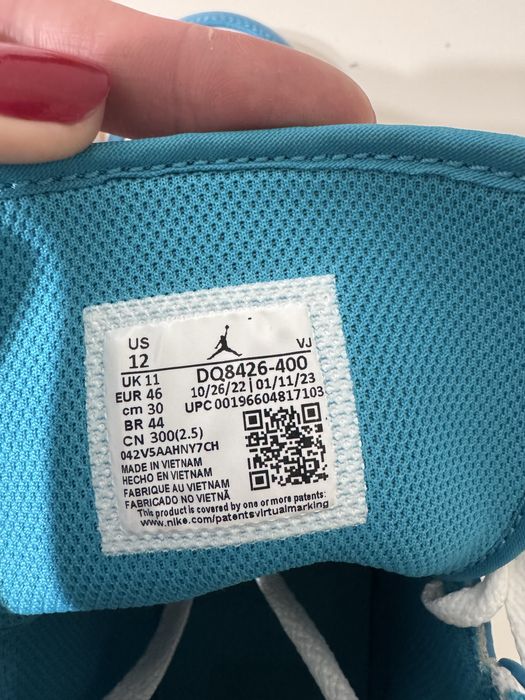 US
12
VJ
UK 11
EUR 46
cm 30
BR 44
CN 300(2.5)
DQ8426-400
10/26/22 | 01/11/23
UPC 00196604817103
042V5AAHNY7CH
MADE IN VIETNAM
HECHO EN VIETNAM
FABRIQUE AU VIETNAM
FABRICADO NO VIETNÃ
This product is covered by one or more patents:
www.nike.com/patentsvirtualmarking